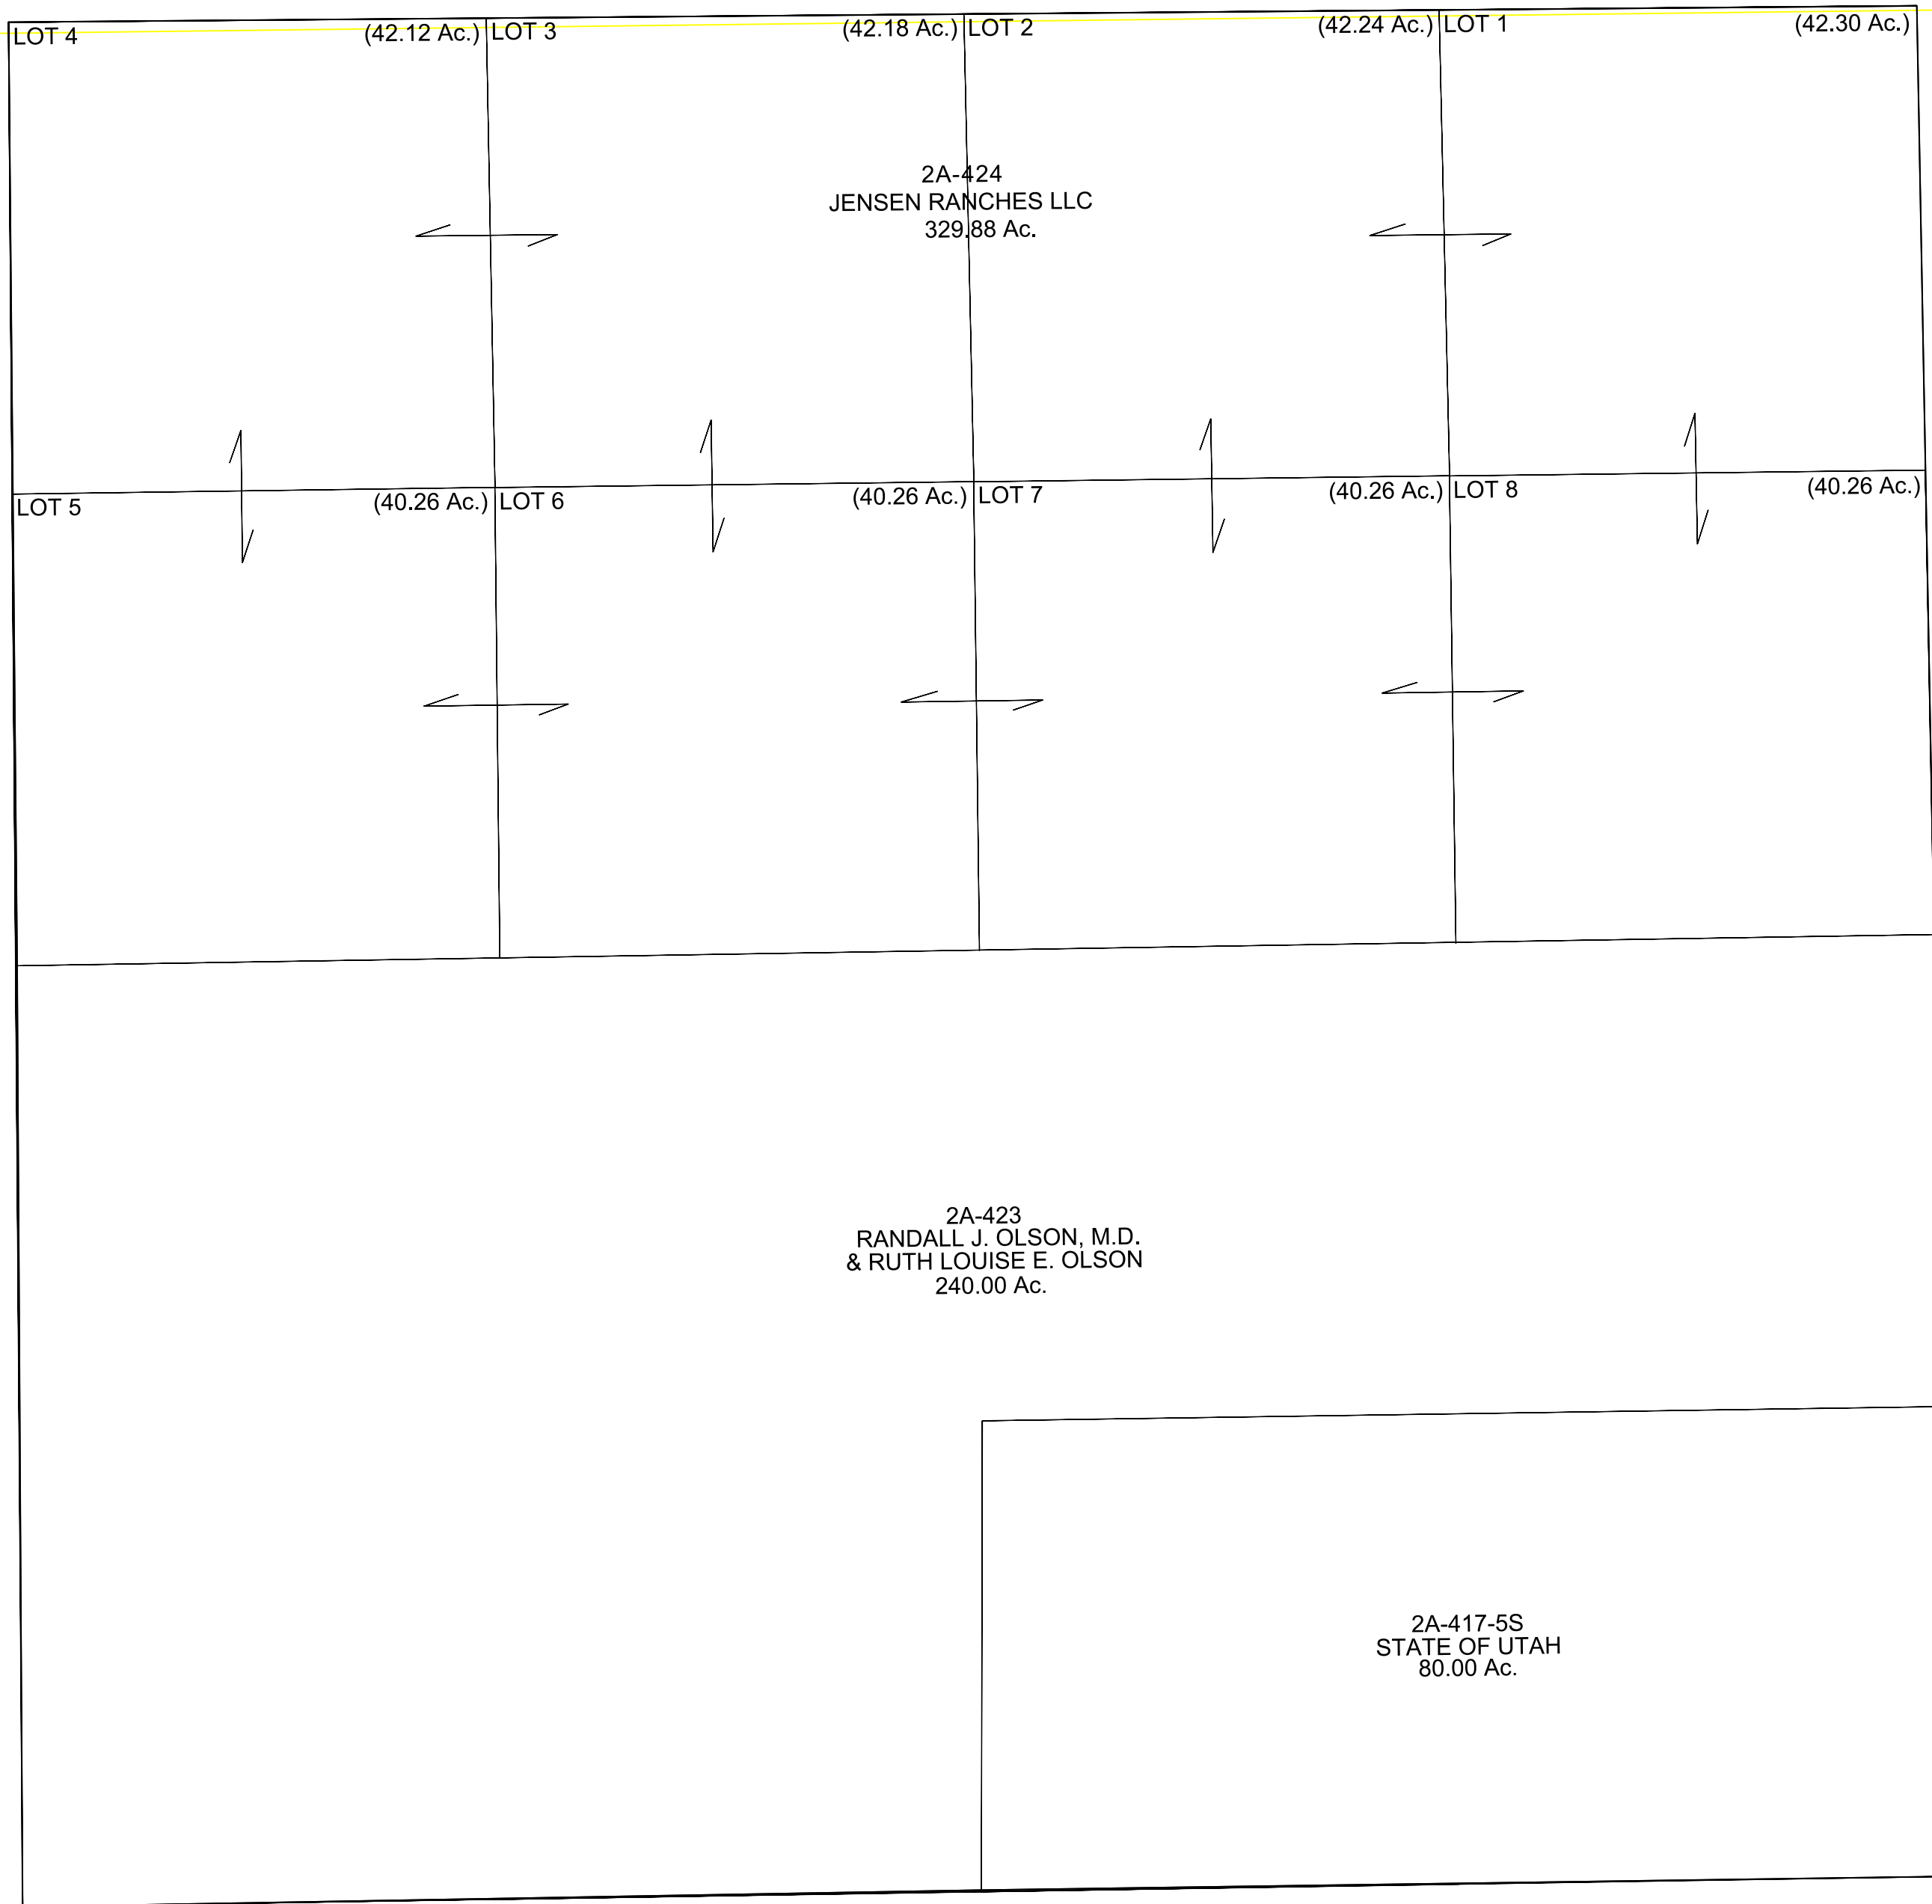 LOT 4
(42.12 Ac.)
LOT 3
(42.18 Ac.)
LOT 2
(42.24 Ac.)
LOT 1
(42.30 Ac.)
2A-424
JENSEN RANCHES LLC
329.88 Ac.
LOT 5
(40.26 Ac.)
LOT 6
(40.26 Ac.)
LOT 7
(40.26 Ac.)
LOT 8
(40.26 Ac.)
2A-423
RANDALL J. OLSON, M.D.
& RUTH LOUISE E. OLSON
240.00 Ac.
2A-417-5S
STATE OF UTAH
80.00 Ac.